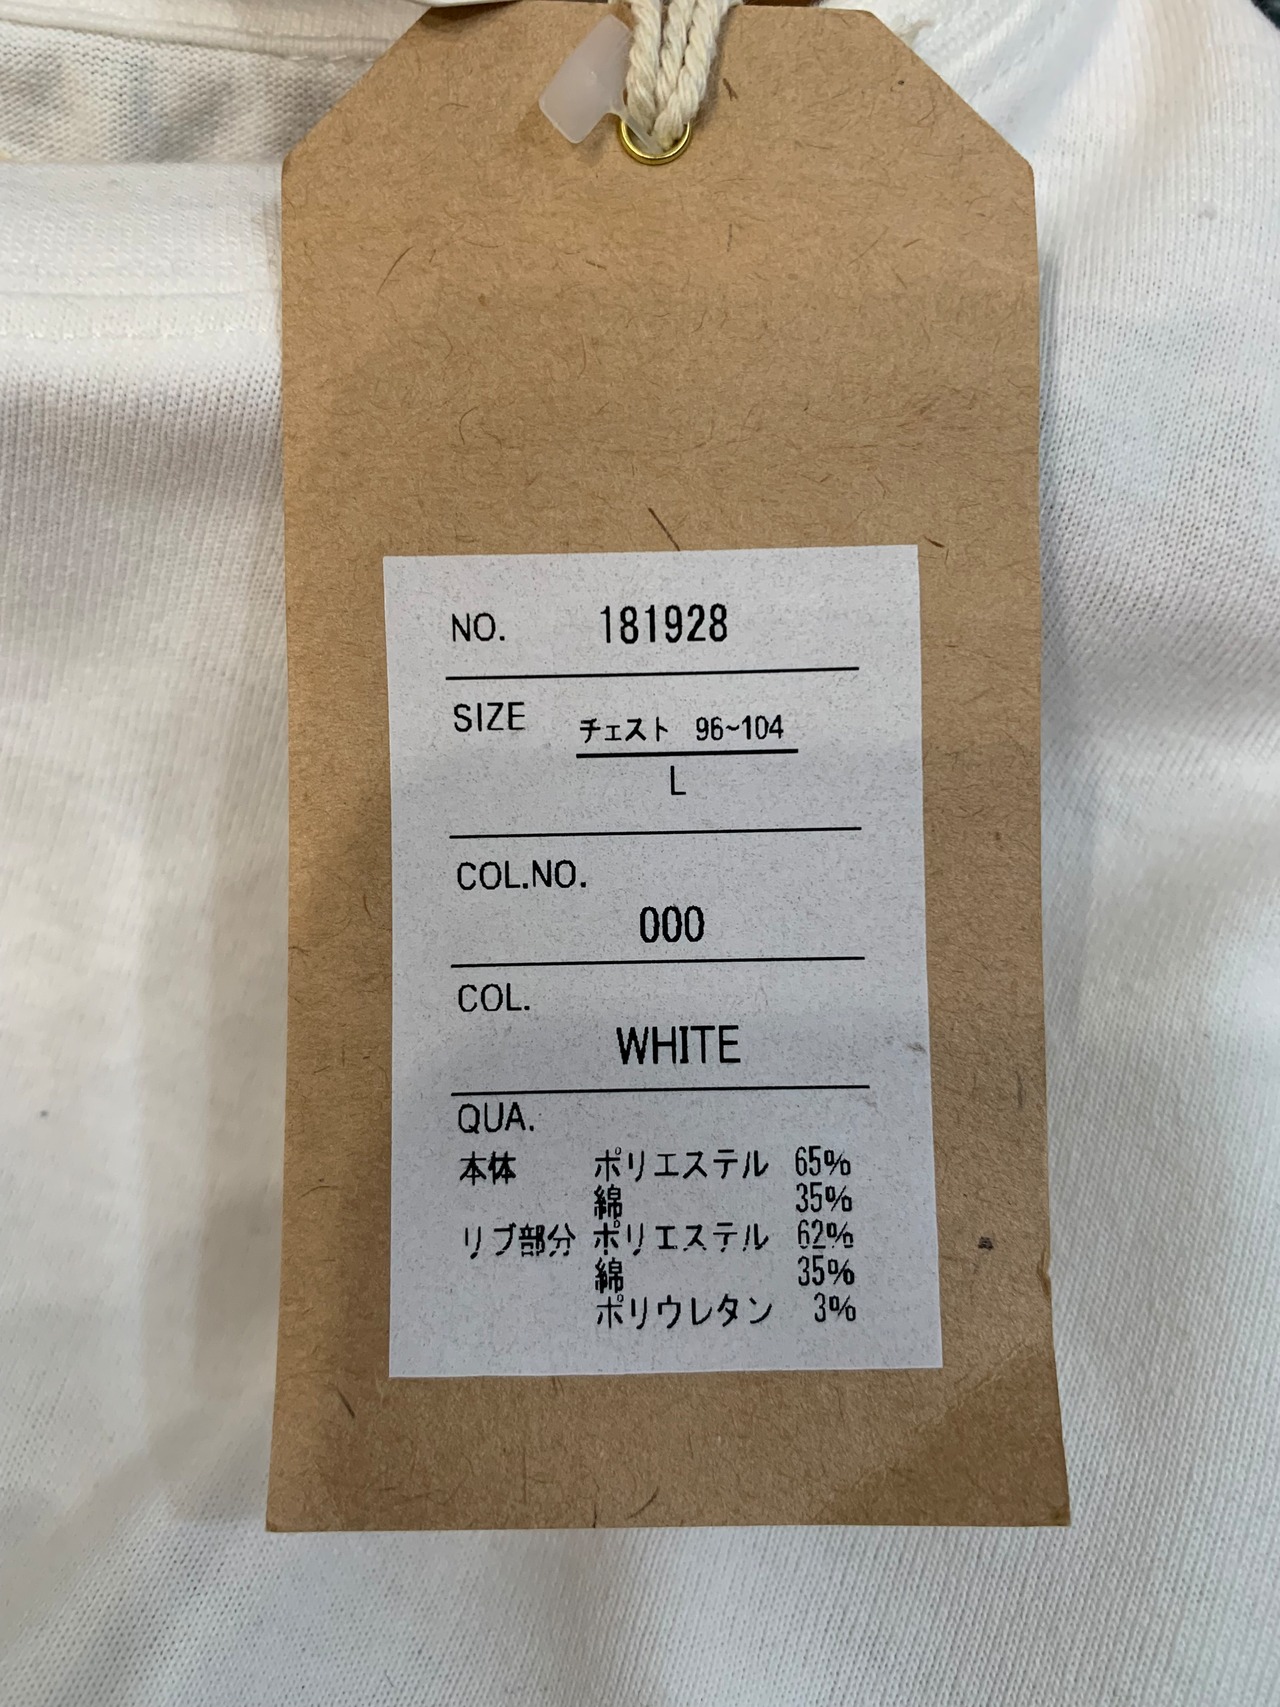 NO. 181928
SIZE チェスト 96~104
L
COL.NO.
000
COL.
WHITE
QUA.
本体 ポリエステル 65%
綿 35%
リブ部分 ポリエステル 62%
綿 35%
ポリウレタン 3%